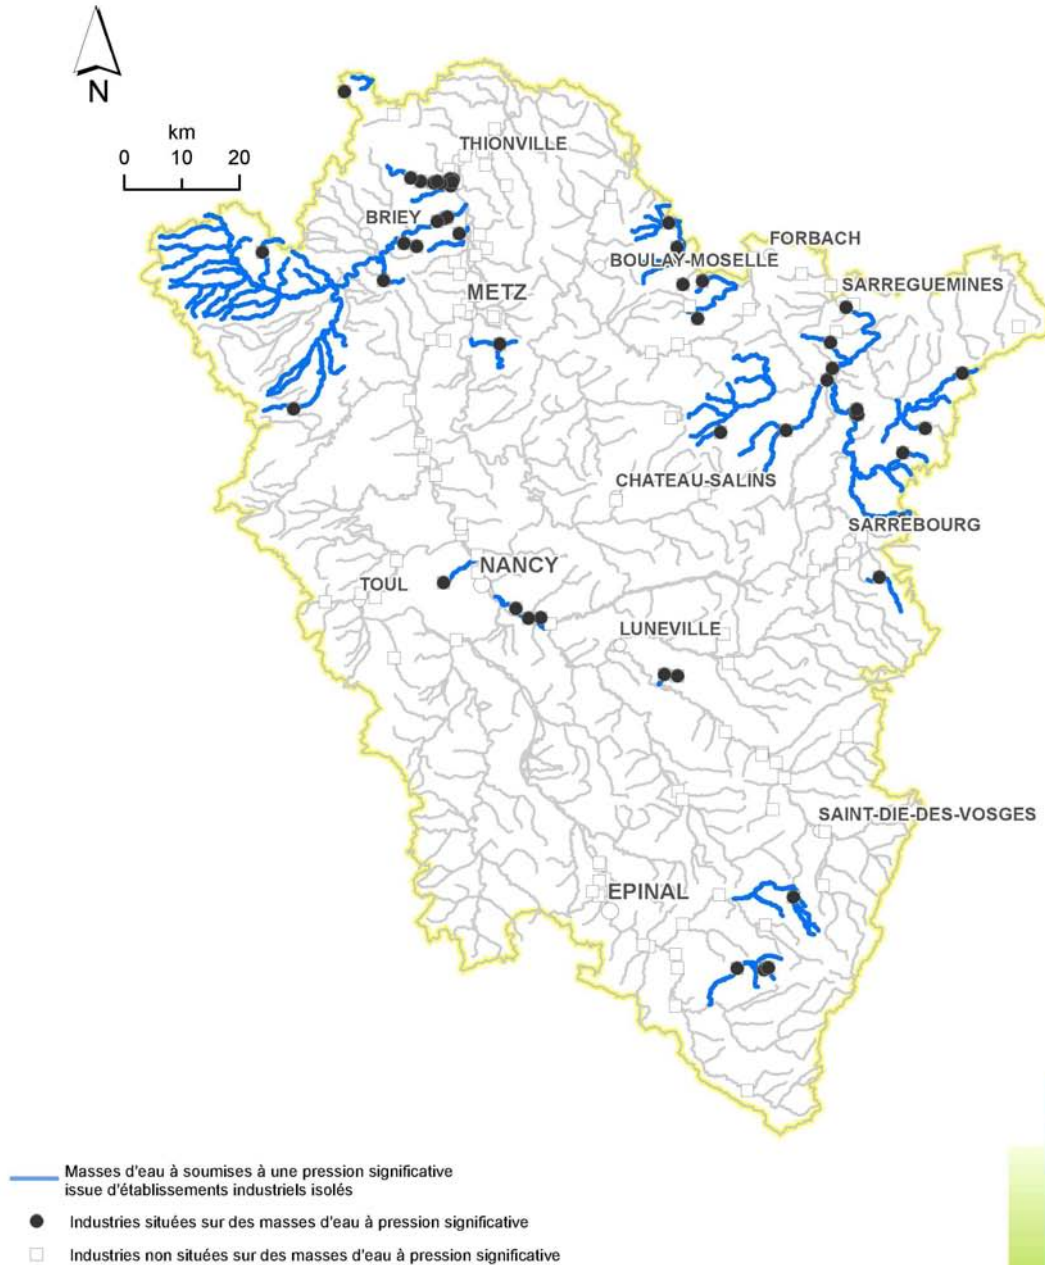 N
km
0 10 20
THIONVILLE
BRIEY
FORBACH
BOULAY-MOSELLE
SARREGUEMINES
METZ
CHATEAU-SALINS
SARREBOURG
NANCY
TOUL
LUNEVILLE
SAINT-DIE-DES-VOSGES
EPINAL
Masses d'eau à soumises à une pression significative
issue d'établissements industriels isolés
Industries situées sur des masses d'eau à pression significative
Industries non situées sur des masses d'eau à pression significative